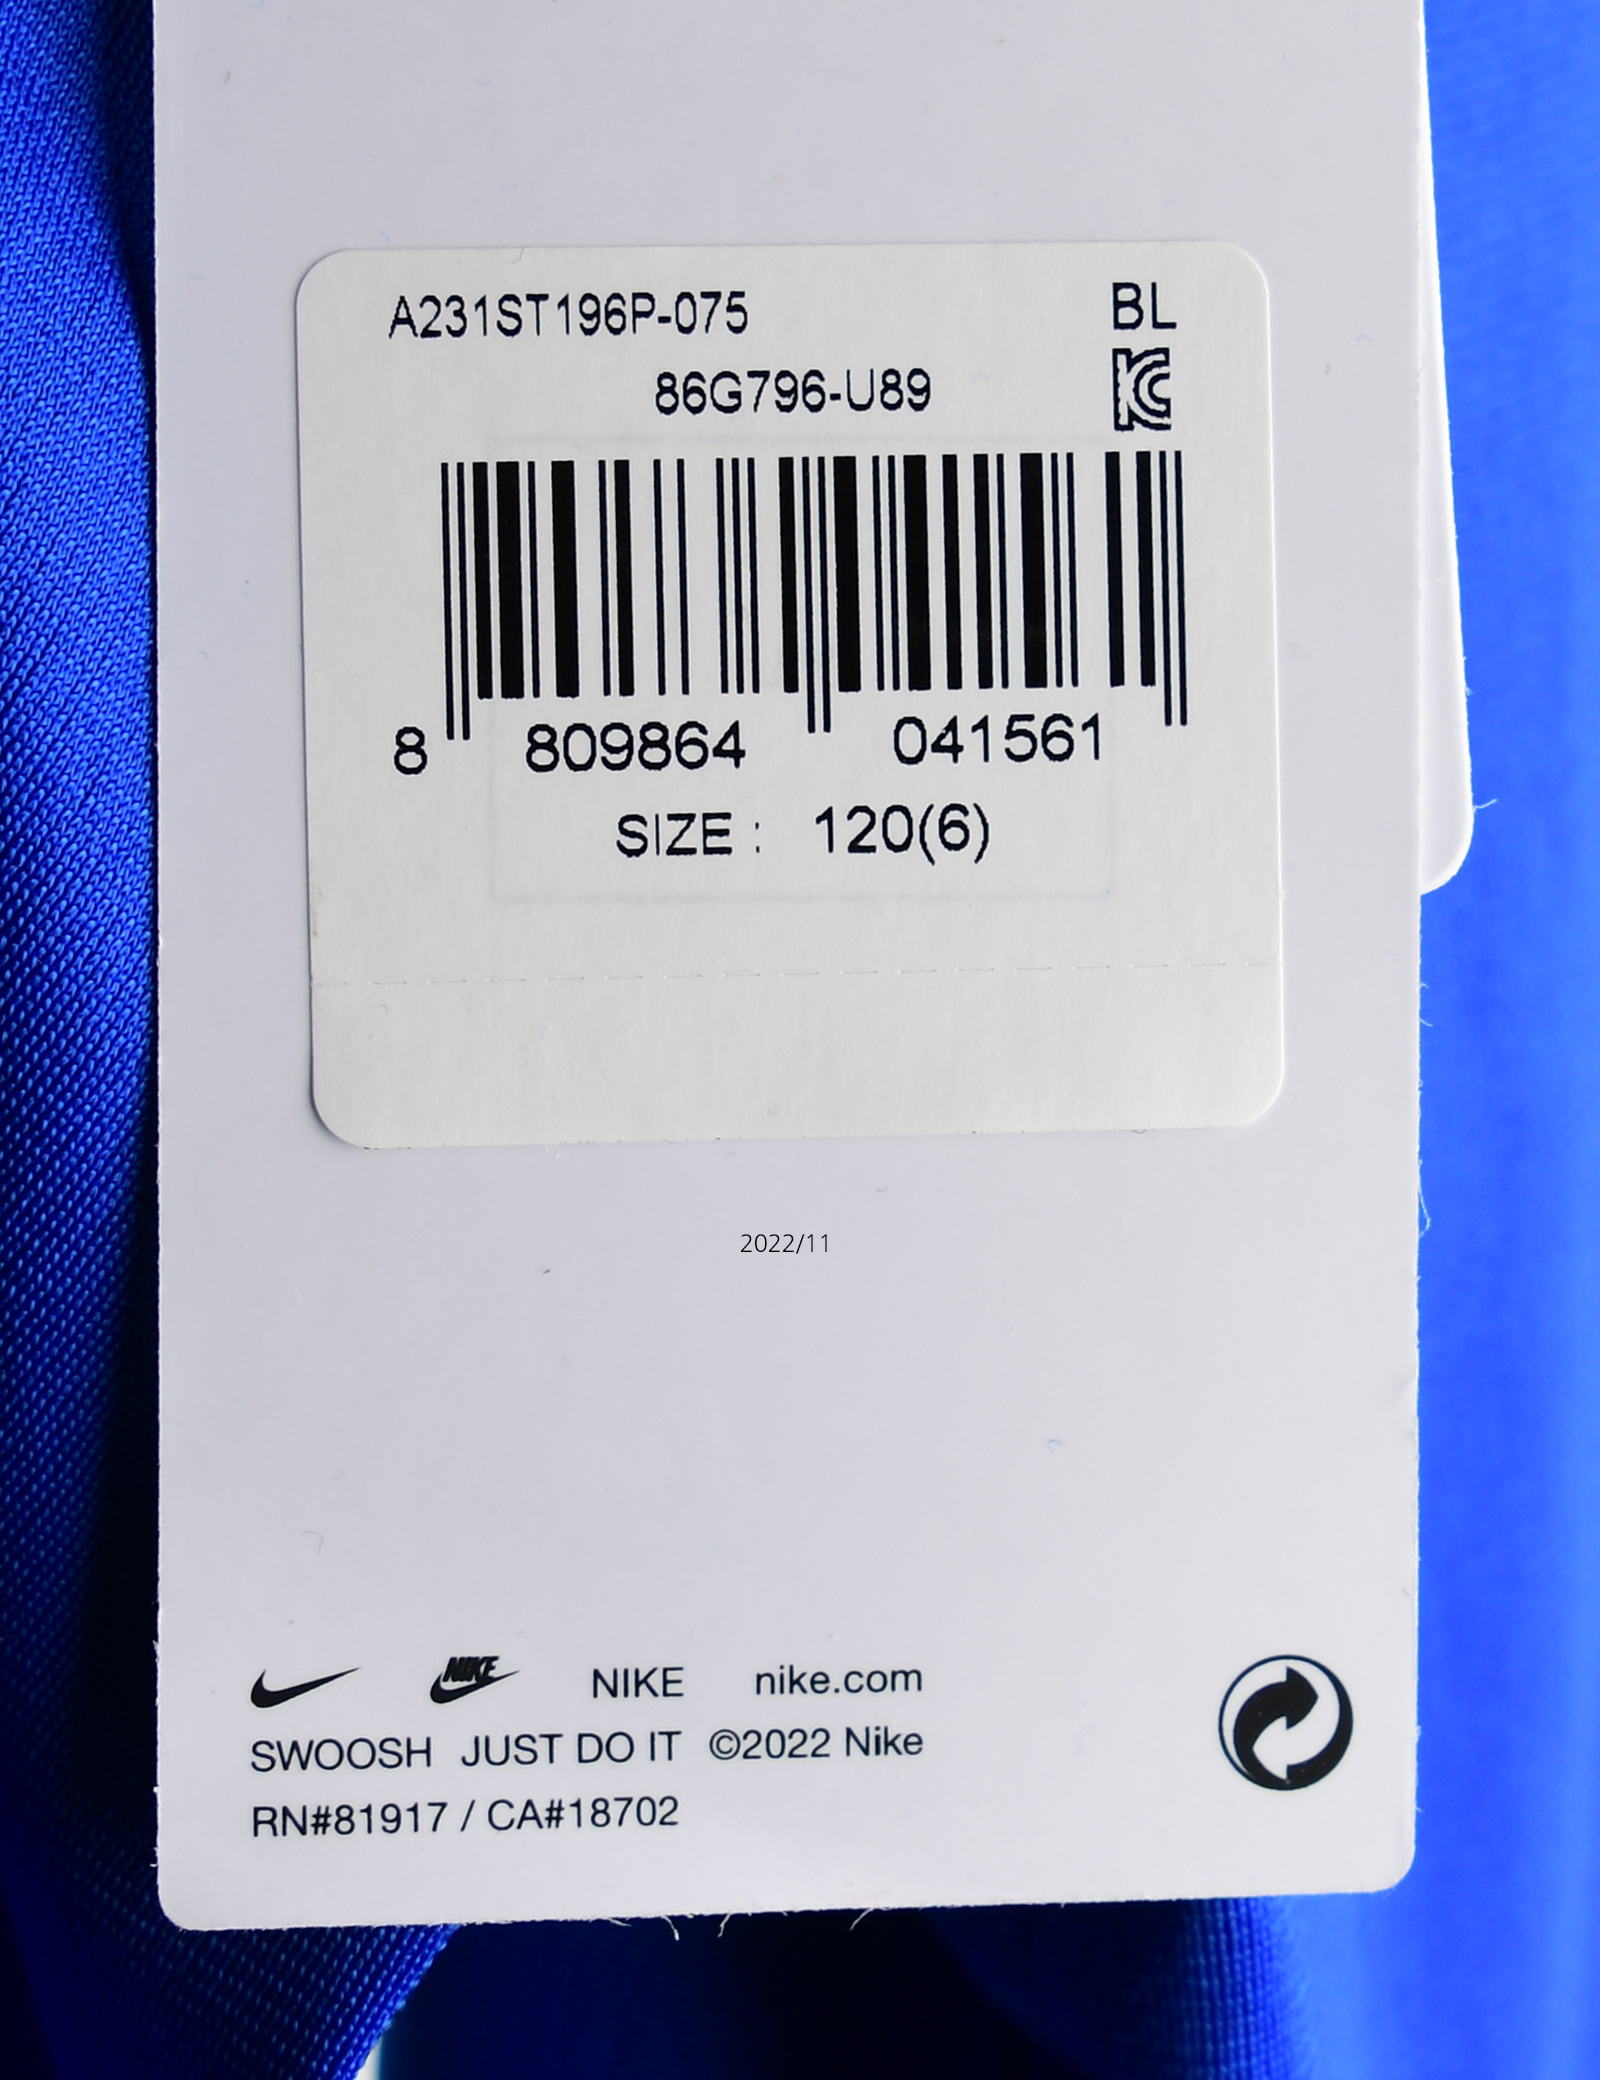 A231ST196P-075 BL
86G796-U89
8 809864 041561
SIZE : 120(6)
2022/11
NIKE NIKE nike.com
SWOOSH JUST DO IT ©2022 Nike
RN#81917 / CA#18702